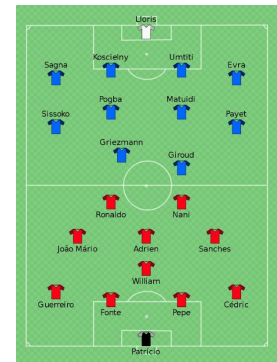 Lloris
Koscielny Umtiti
Sagna Evra
Pogba Matuidi
Sissoko Payet
Griezmann
Giroud
Ronaldo Nani
João Mário Adrien Sanches
William
Guerreiro Fonte Pepe Cédric
Patrício